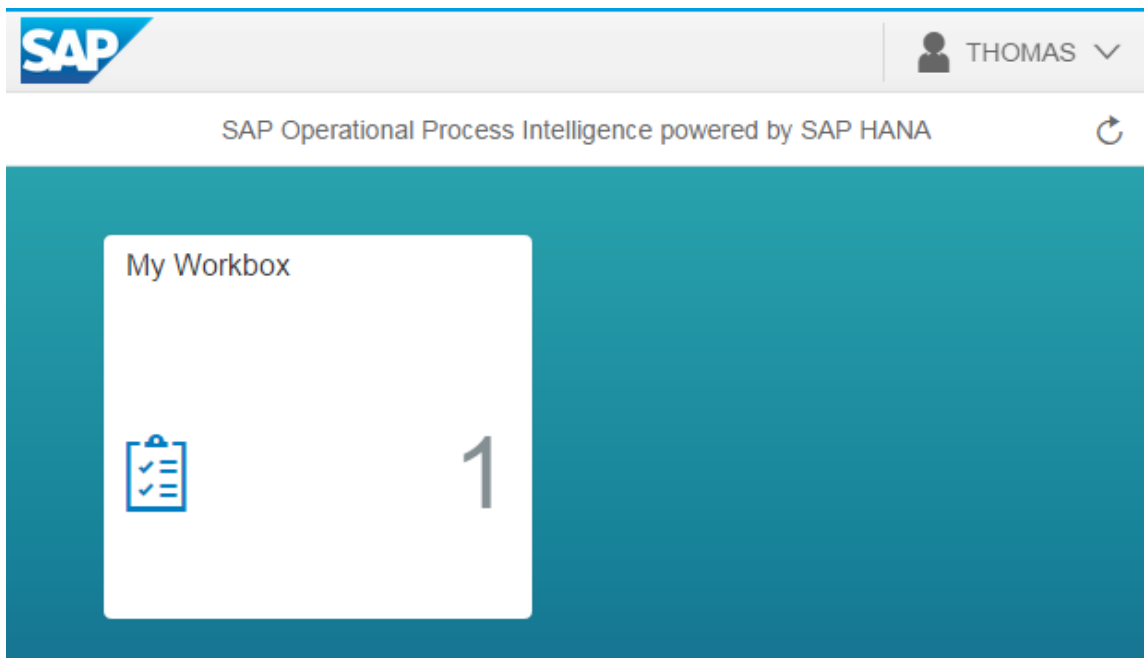 SAP
THOMAS
SAP Operational Process Intelligence powered by SAP HANA
My Workbox
1